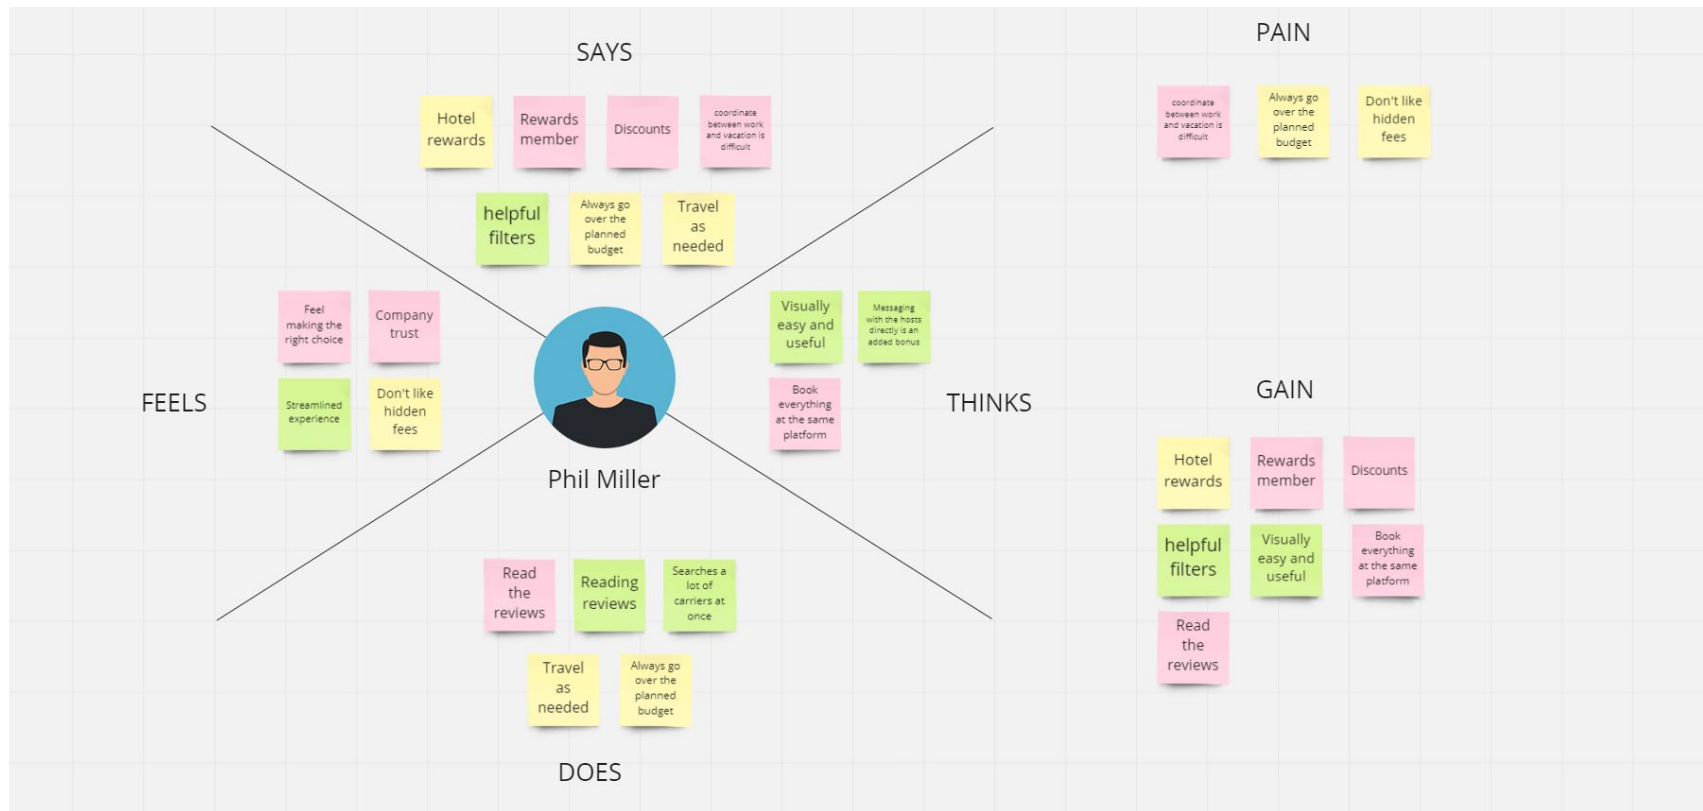 SAYS
Hotel
rewards
Rewards
member
Discounts
coordinate
between work
and vacation is
difficult
helpful
filters
Always go
over the
planned
budget
Travel
as
needed
FEELS
Feel
making the
right choice
Company
trust
Streamlined
experience
Don't like
hidden
fees
Phil Miller
Visually
easy and
useful
Messaging
with the hosts
directly is an
added bonus
Book
everything
at the same
platform
THINKS
Read
the
reviews
Reading
reviews
Searches a
lot of
carriers at
once
Travel
as
needed
Always go
over the
planned
budget
DOES
PAIN
coordinate
between work
and vacation is
difficult
Always go
over the
planned
budget
Don't like
hidden
fees
GAIN
Hotel
rewards
Rewards
member
Discounts
helpful
filters
Visually
easy and
useful
Book
everything
at the same
platform
Read
the
reviews